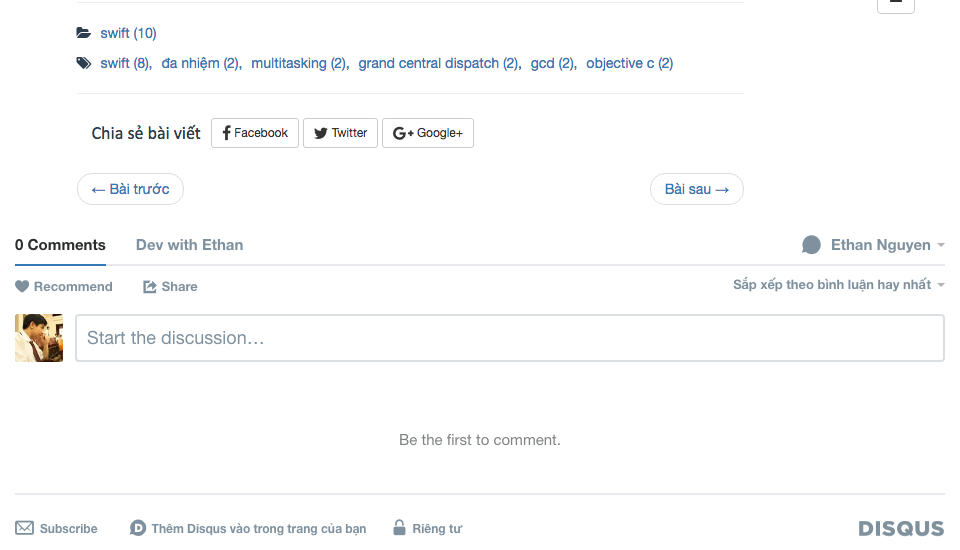 swift (10)
swift (8), đa nhiệm (2), multitasking (2), grand central dispatch (2), gcd (2), objective c (2)
Chia sẻ bài viết Facebook Twitter Google+
← Bài trước Bài sau →
0 Comments Dev with Ethan Ethan Nguyen
Recommend Share Sắp xếp theo bình luận hay nhất
Start the discussion…
Be the first to comment.
Subscribe Thêm Disqus vào trong trang của bạn Riêng tư DISQUS